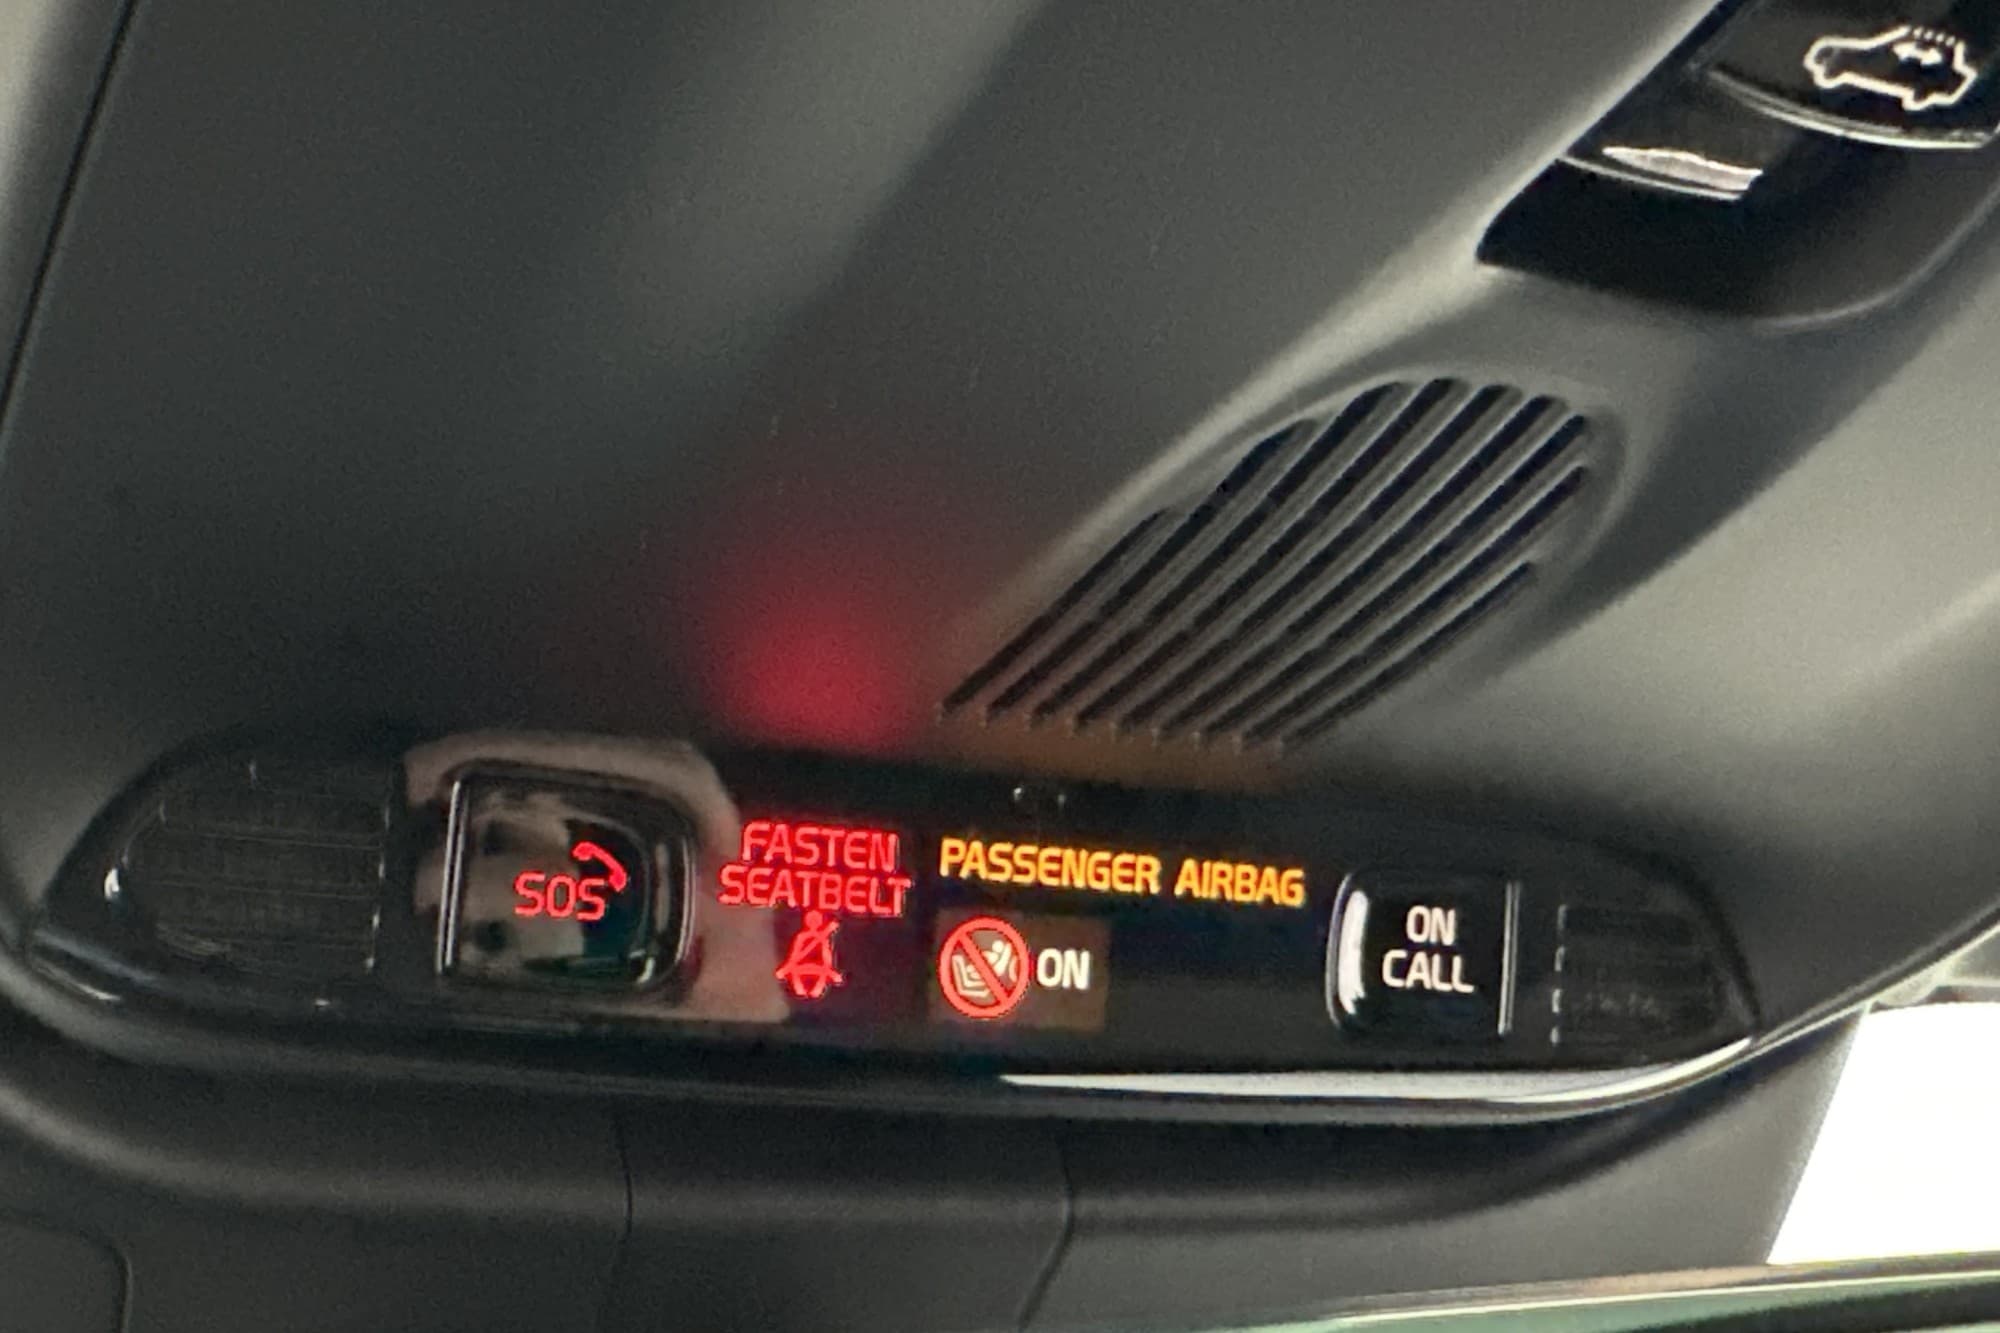 SOS
FASTEN
SEATBELT
PASSENGER AIRBAG
ON
ON
CALL